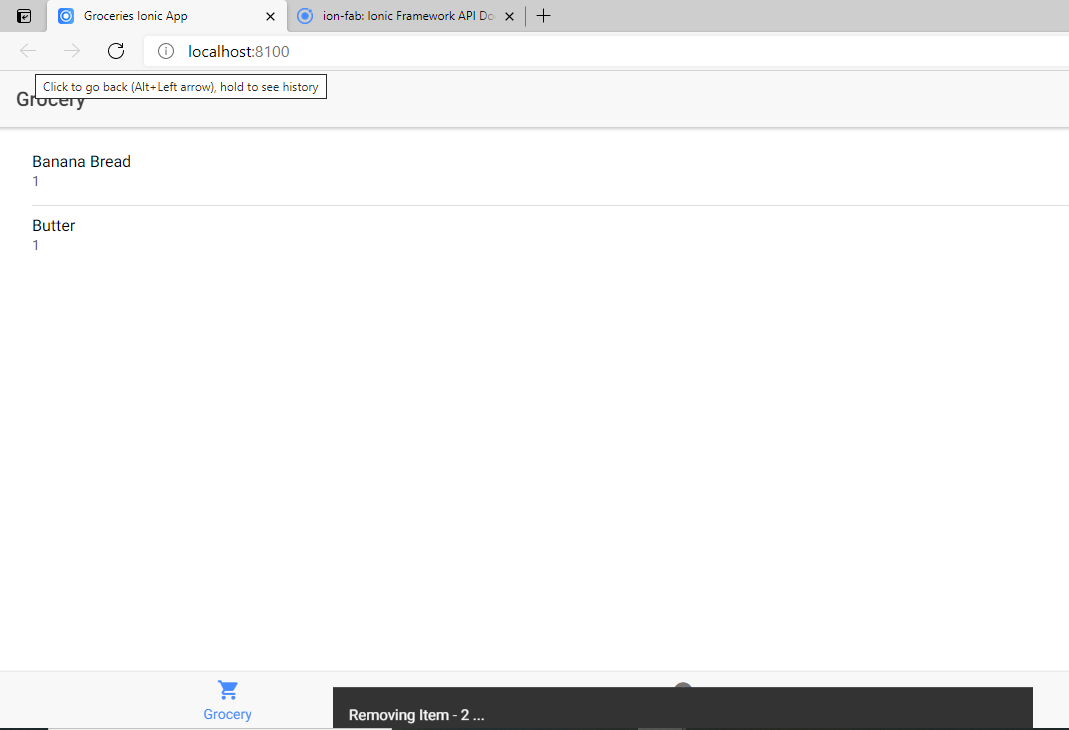 Groceries Ionic App
ion-fab: Ionic Framework API Do
localhost:8100
Click to go back (Alt+Left arrow), hold to see history
Grocery
Banana Bread
1
Butter
1
Grocery
Removing Item - 2 ...